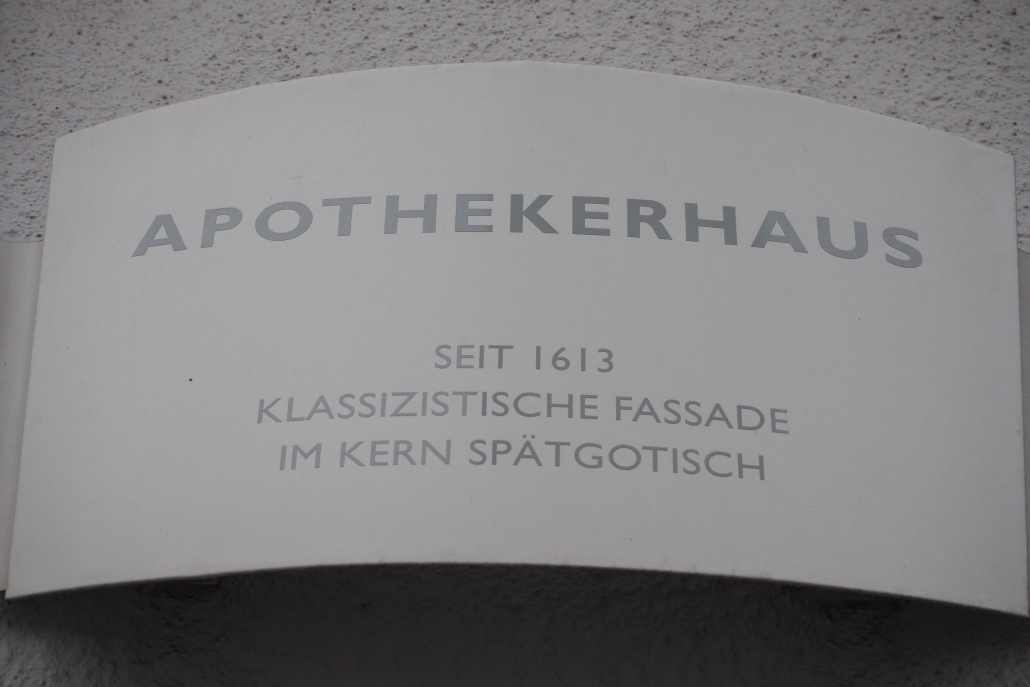 APOTHEKERHAUS
SEIT 1613
KLASSIZISTISCHE FASSADE
IM KERN SPÄTGOTISCH